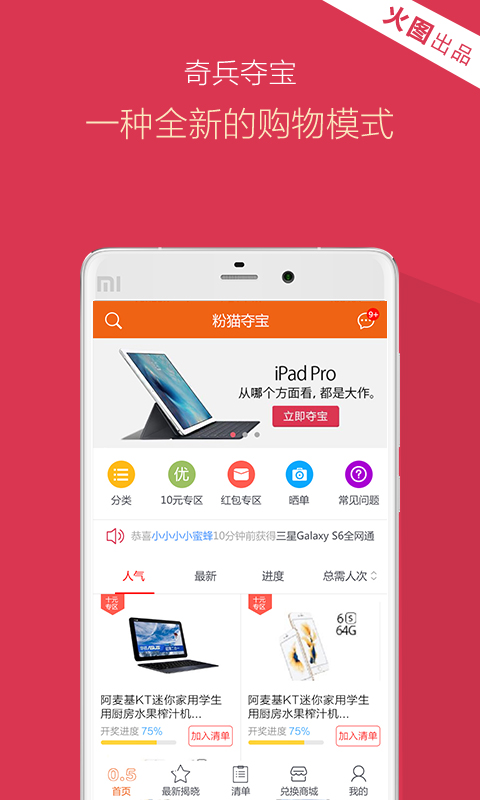 火图出品
奇兵夺宝
一种全新的购物模式
MI
粉猫夺宝
9+
iPad Pro
从哪个方面看，都是大作。
立即夺宝
优
分类
10元专区
红包专区
晒单
常见问题
恭喜小小小小蜜蜂10分钟前获得三星Galaxy S6全网通
人气
最新
进度
总需人次
十元
专区
十元
专区
ASUS
6S
64G
阿麦基KT迷你家用学生
用厨房水果榨汁机...
开奖进度 75%
加入清单
阿麦基KT迷你家用学生
用厨房水果榨汁机...
开奖进度 75%
加入清单
0.5
首页
最新揭晓
清单
兑换商城
我的